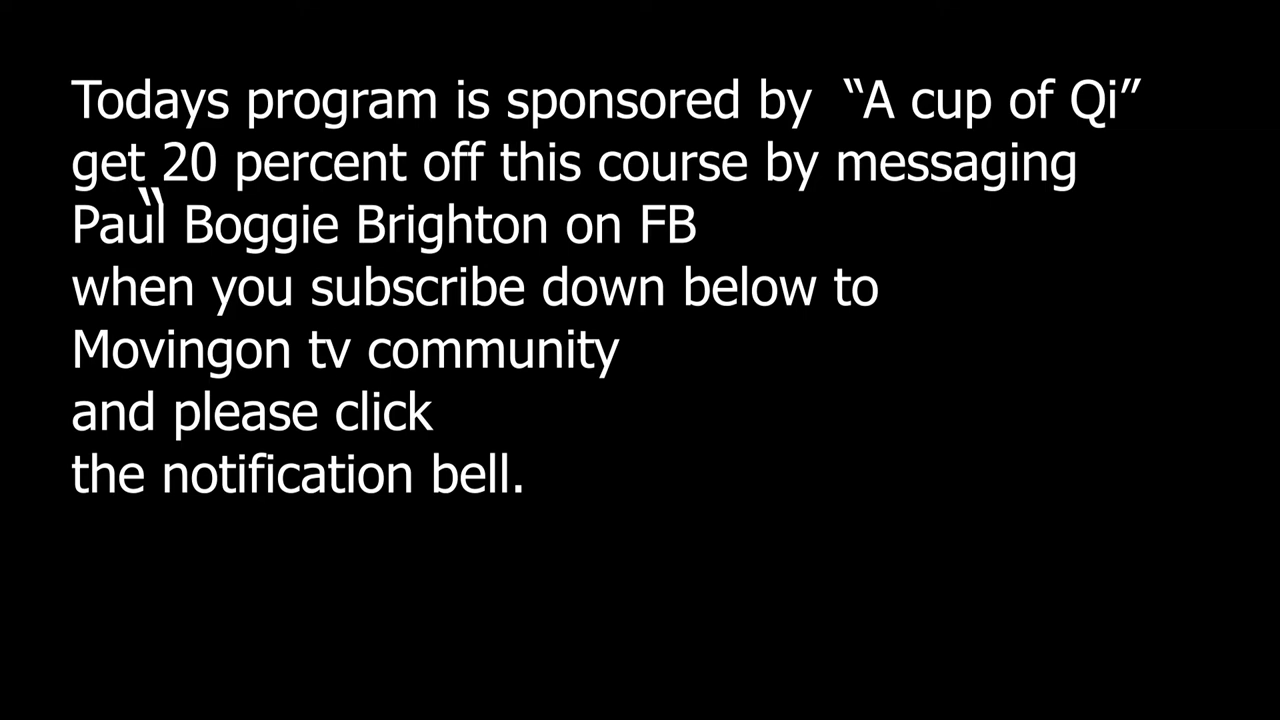 Todays program is sponsored by “A cup of Qi”
get 20 percent off this course by messaging
“
Paul Boggie Brighton on FB
when you subscribe down below to
Movingon tv community
and please click
the notification bell.